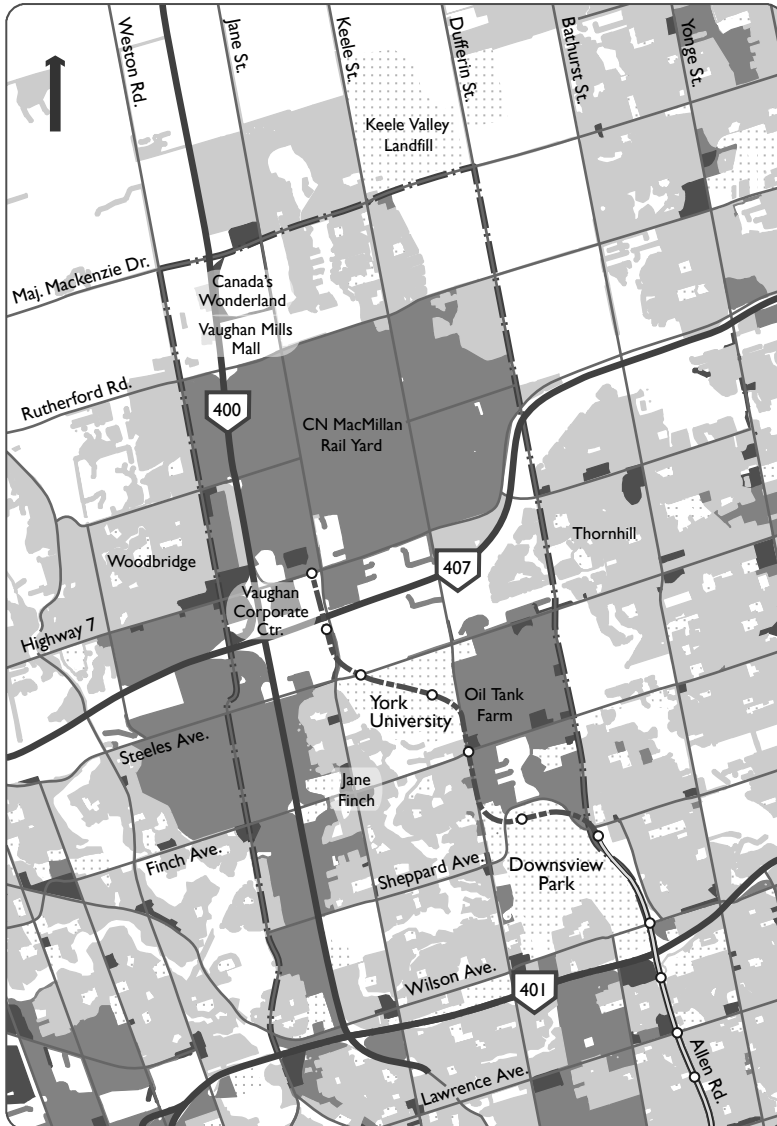 Weston Rd.
Jane St.
Keele St.
Dufferin St.
Bathurst St.
Yonge St.
Keele Valley
Landfill
Maj. Mackenzie Dr.
Canada's
Wonderland
Vaughan Mills
Mall
Rutherford Rd.
400
CN MacMillan
Rail Yard
Thornhill
Woodbridge
407
Vaughan
Corporate
Ctr.
Highway 7
York
University
Oil Tank
Farm
Steeles Ave.
Jane
Finch
Finch Ave.
Sheppard Ave.
Downsview
Park
Wilson Ave.
401
Allen Rd.
Lawrence Ave.